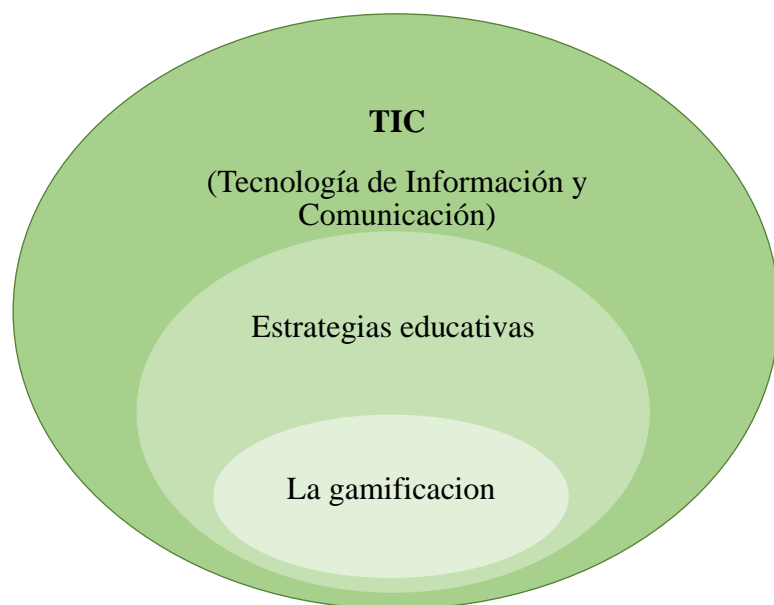 TIC
(Tecnología de Información y
Comunicación)
Estrategias educativas
La gamificacion